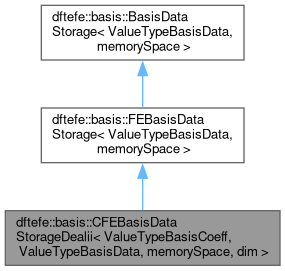 dftefe::basis::BasisData
Storage< ValueTypeBasisData,
memorySpace >
dftefe::basis::FEBasisData
Storage< ValueTypeBasisData,
memorySpace >
dftefe::basis::CFEBasisData
StorageDealii< ValueTypeBasisCoeff,
ValueTypeBasisData, memorySpace, dim >